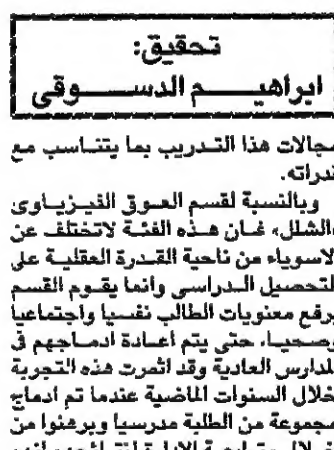 تحقيق:
ابراهيم الدسوقى
مجالات هذا التدريب بما يتناسب مع
قدراته.
وبالنسبة لقسم العوق الفيزياوى
«الشلل» فان هذه الفئة لاتختلف عن
الاسوياء من ناحية القدرة العقلية على
التحصيل الدراسى وانما يقوم القسم
برفع معنويات الطالب نفسيا واجتماعيا
وصحيا، حتى يتم اعادة ادماجهم فى
المدارس العادية وقد اثمرت هذه التجربة
خلال السنوات الماضية عندما تم ادماج
مجموعة من الطلبة مدرسيا وبرهنوا من